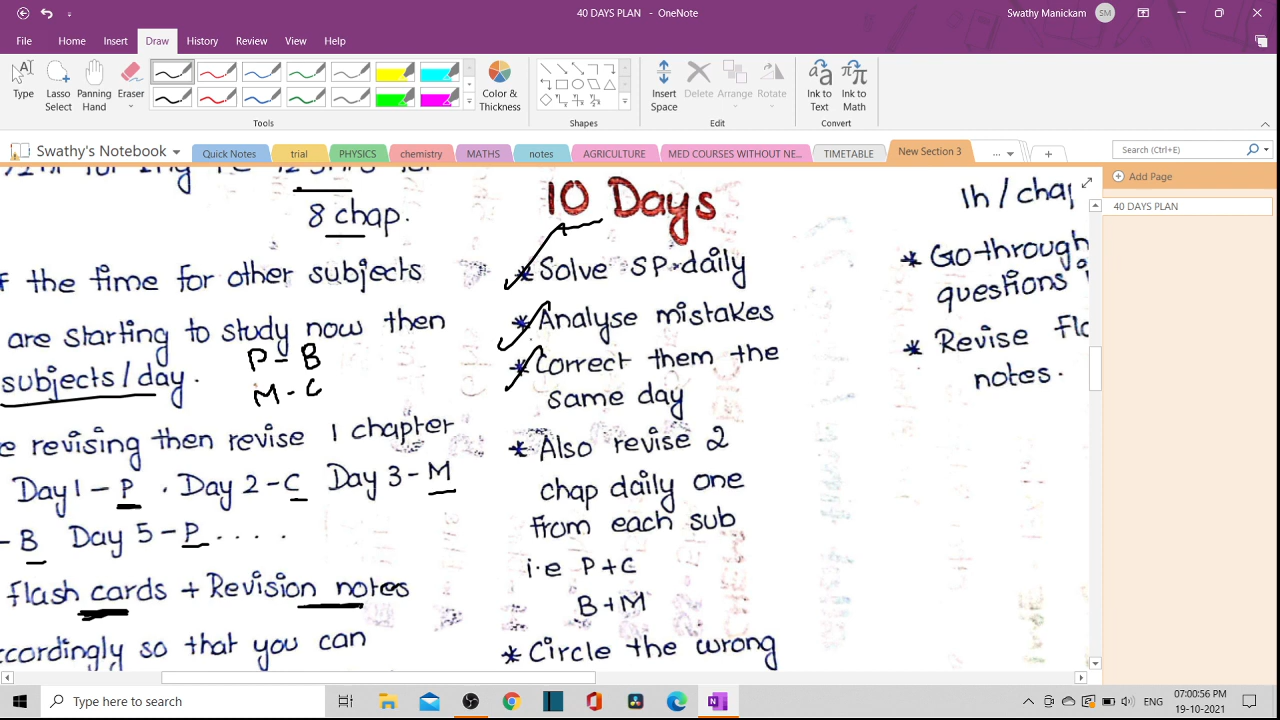 40 DAYS PLAN - OneNote
Swathy Manickam
SM
File Home Insert Draw History Review View Help
Type
Lasso Select
Panning Hand
Eraser
Color & Thickness
Insert Space
Delete
Arrange
Rotate
Ink to Text
Ink to Math
Tools
Shapes
Edit
Convert
Swathy's Notebook
Quick Notes
trial
PHYSICS
chemistry
MATHS
notes
AGRICULTURE
MED COURSES WITHOUT NE...
TIMETABLE
New Section 3
...
+
Search (Ctrl+E)
Add Page
40 DAYS PLAN
8 chap.
the time for other subjects
are starting to study now then
subjects/day.
P - B
M - C
revising then revise 1 chapter
Day 1 - P . Day 2 - C Day 3 - M
- B Day 5 - P . . . .
flash cards + Revision notes
so that you can
10 Days
* Solve SP daily
* Analyse mistakes
* Correct them the
same day
* Also revise 2
chap daily one
from each sub
i.e P+C
B+M
* Circle the wrong
1h / chap
* Go through
questions
* Revise
notes.
Type here to search
ENG
07:00:56 PM
19-10-2021